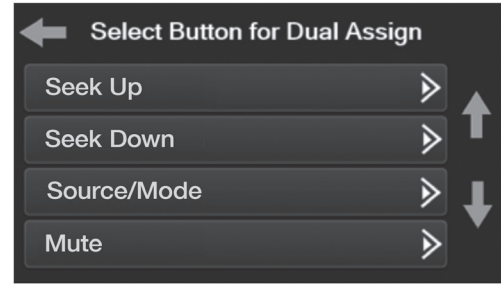 Select Button for Dual Assign
Seek Up
Seek Down
Source/Mode
Mute